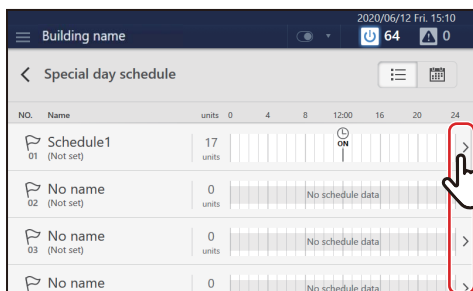 2020/06/12 Fri. 15:10
Building name 64 0
Special day schedule
NO. Name units 0 4 8 12:00 16 20 24
Schedule1 17 ON
01 (Not set) units
No name 0 No schedule data
02 (Not set) units
No name 0 No schedule data
03 (Not set) units
No name 0 No schedule data